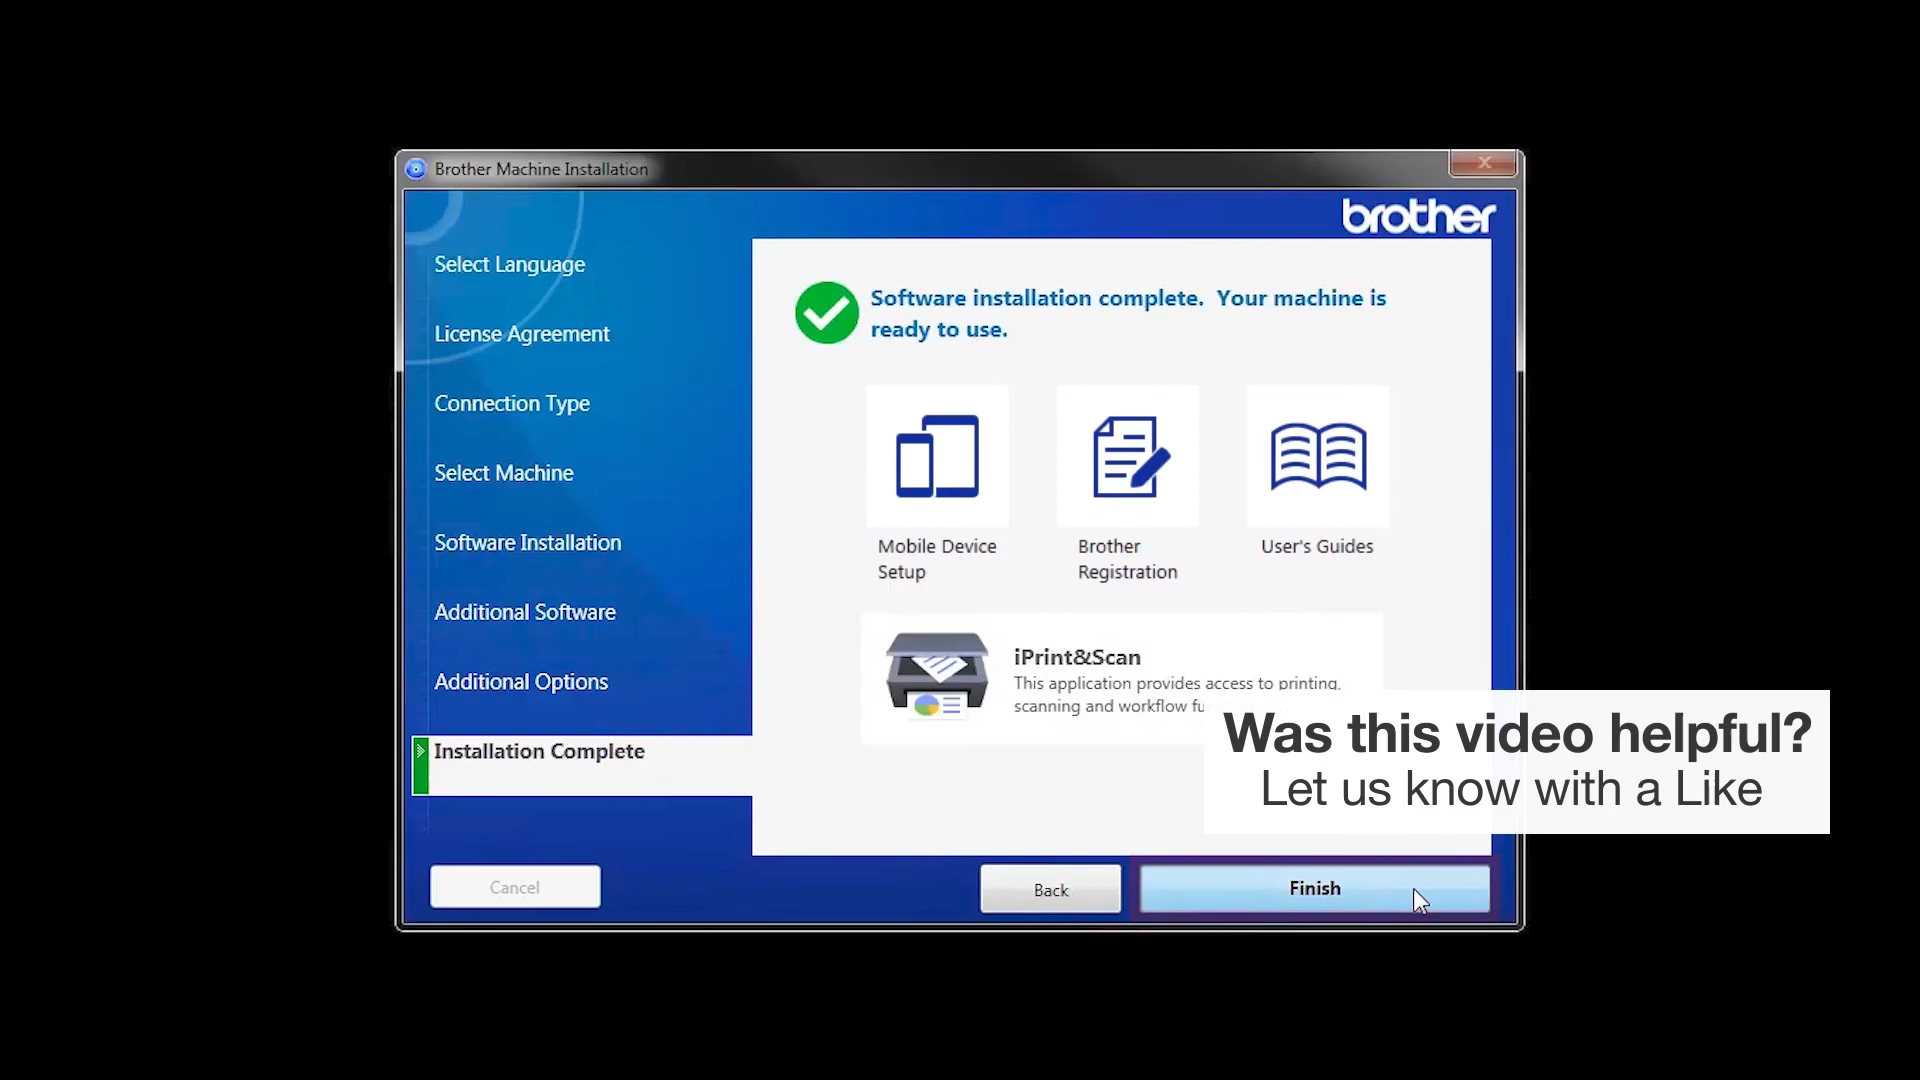 Brother Machine Installation
brother
Select Language
License Agreement
Connection Type
Select Machine
Software Installation
Additional Software
Additional Options
Installation Complete
Software installation complete. Your machine is
ready to use.
Mobile Device
Setup
Brother
Registration
User's Guides
iPrint&Scan
This application provides access to printing,
scanning and workflow
Was this video helpful?
Let us know with a Like
Cancel
Back
Finish